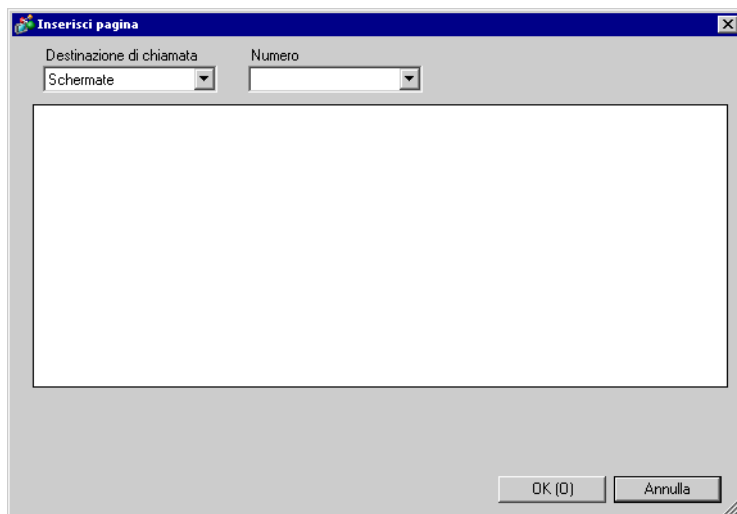 Inserisci pagina
Destinazione di chiamata Numero
Schermate
OK (O) Annulla